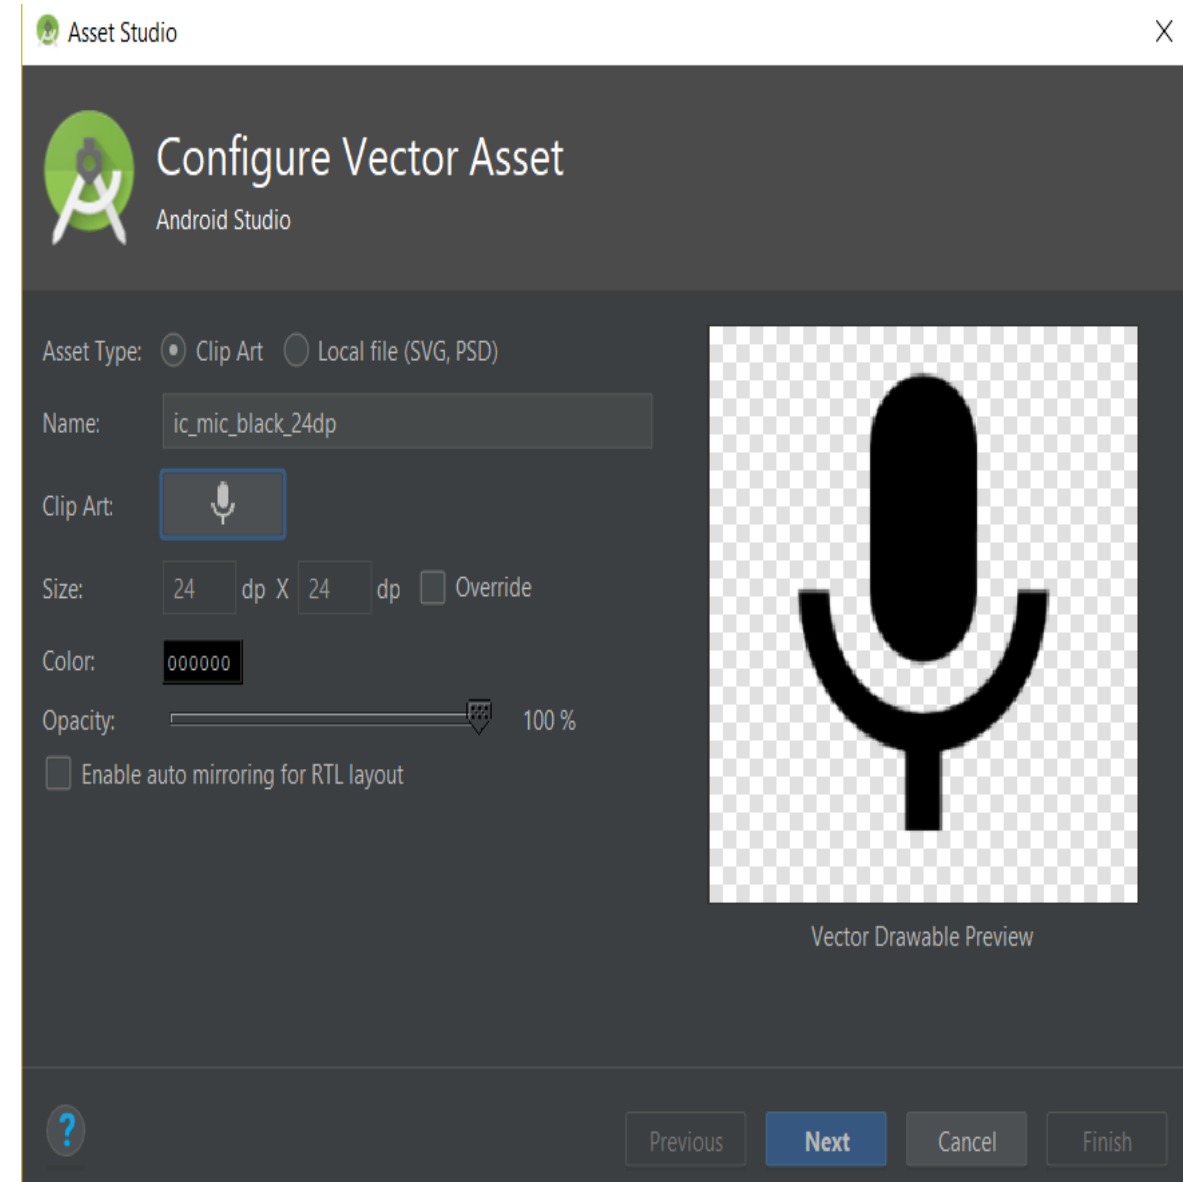 Asset Studio
Configure Vector Asset
Android Studio
Asset Type: Clip Art Local file (SVG, PSD)
Name: ic_mic_black_24dp
Clip Art:
Size: 24 dp X 24 dp Override
Color: 000000
Opacity: 100 %
Enable auto mirroring for RTL layout
Vector Drawable Preview
? Previous Next Cancel Finish